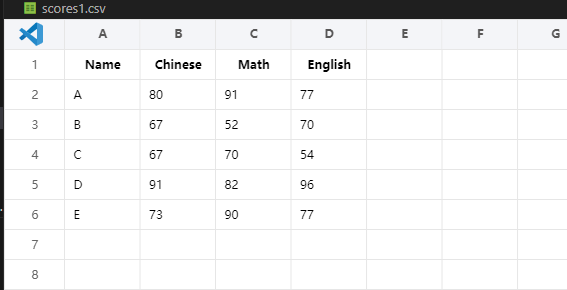 scores1.csv
A B C D E F G
1 Name Chinese Math English
2 A 80 91 77
3 B 67 52 70
4 C 67 70 54
5 D 91 82 96
6 E 73 90 77
7
8